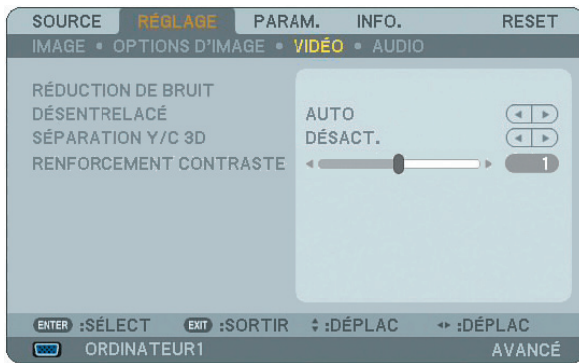 SOURCE RÉGLAGE PARAM. INFO. RESET
IMAGE • OPTIONS D'IMAGE • VIDÉO • AUDIO
RÉDUCTION DE BRUIT
DÉSENTRELACÉ AUTO
SÉPARATION Y/C 3D DÉSACT.
RENFORCEMENT CONTRASTE 1
ENTER :SÉLECT EXIT :SORTIR :DÉPLAC :DÉPLAC
ORDINATEUR1 AVANCÉ